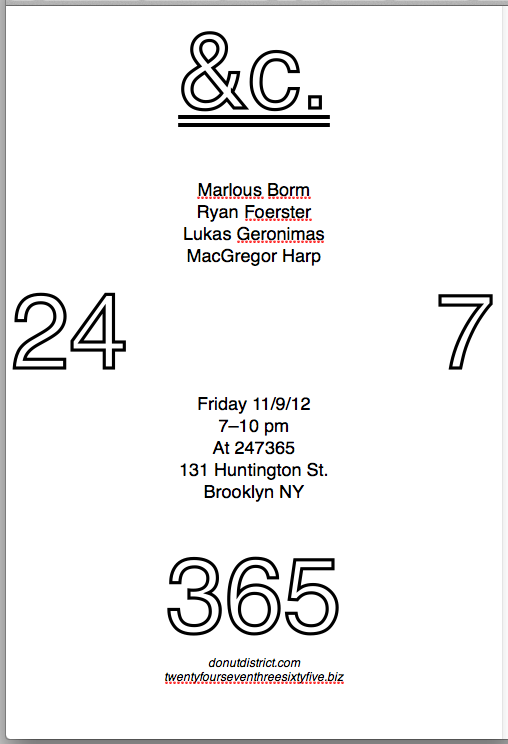 &c.
Marlous Borm
Ryan Foerster
Lukas Geronimas
MacGregor Harp
24 7
Friday 11/9/12
7–10 pm
At 247365
131 Huntington St.
Brooklyn NY
365
donutdistrict.com
twentyfourseventhreesixtyfive.biz